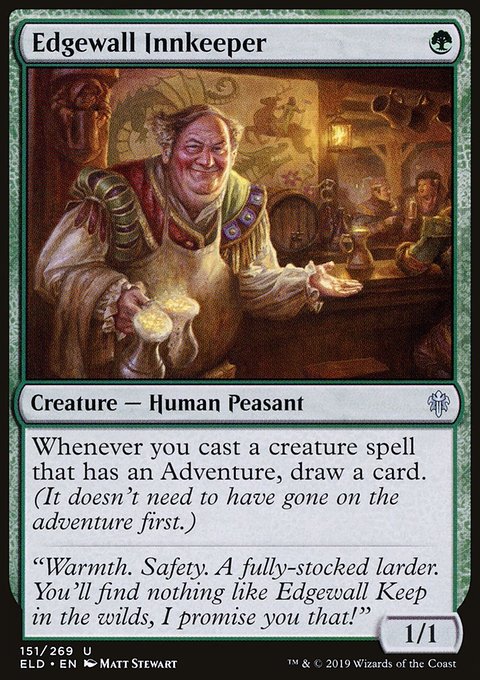 Edgewall Innkeeper
Creature — Human Peasant
Whenever you cast a creature spell
that has an Adventure, draw a card.
(It doesn't need to have gone on the
adventure first.)
“Warmth. Safety. A fully-stocked larder.
You'll find nothing like Edgewall Keep
in the wilds, I promise you that!”
1/1
151/269 U
ELD • EN Matt Stewart
™ & © 2019 Wizards of the Coast